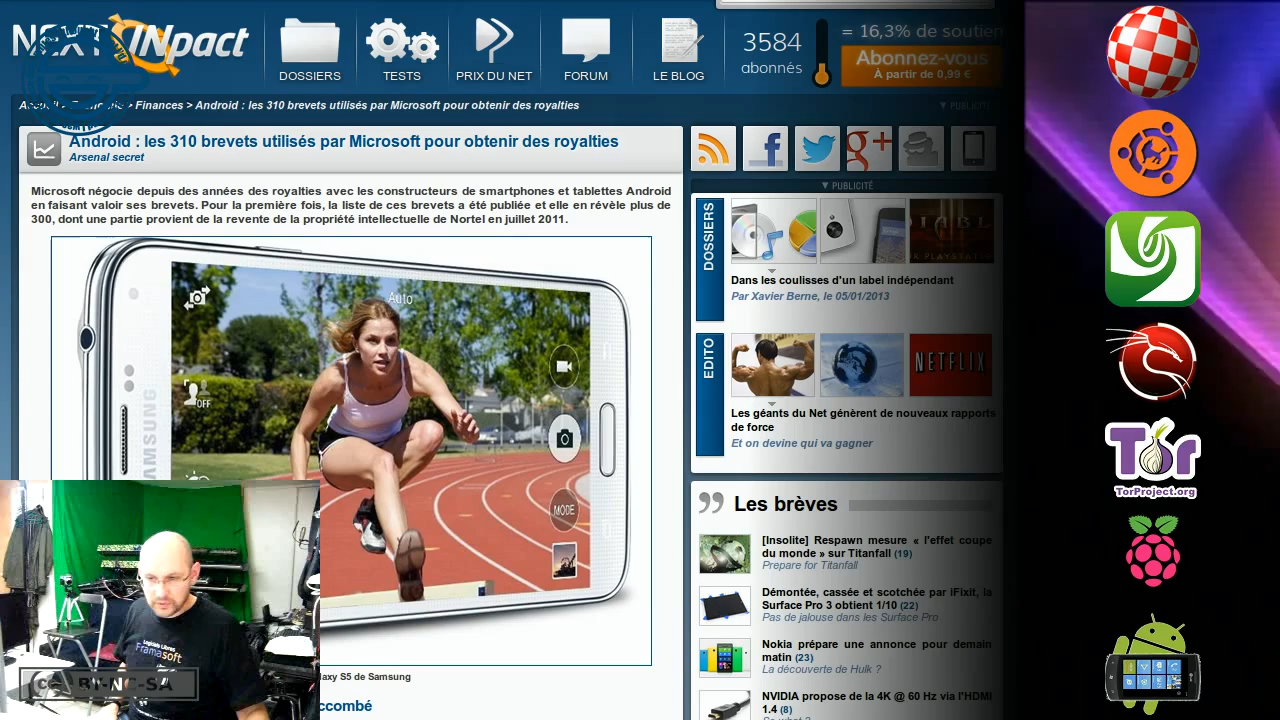 NEXT INpact
DOSSIERS
TESTS
PRIX DU NET
FORUM
LE BLOG
3584
abonnés
= 16,3% de soutien
Abonnez-vous
À partir de 0,99 €
> Finances > Android : les 310 brevets utilisés par Microsoft pour obtenir des royalties
▼ PUBLICITÉ
Android : les 310 brevets utilisés par Microsoft pour obtenir des royalties
Arsenal secret
▼ PUBLICITÉ
Microsoft négocie depuis des années des royalties avec les constructeurs de smartphones et tablettes Android
en faisant valoir ses brevets. Pour la première fois, la liste de ces brevets a été publiée et elle en révèle plus de
300, dont une partie provient de la revente de la propriété intellectuelle de Nortel en juillet 2011.
Auto
OFF
SAMSUNG
MODE
laxy S5 de Samsung
ccombé
DOSSIERS
Dans les coulisses d'un label indépendant
Par Xavier Berne, le 05/01/2013
EDITO
NETFLIX
Les géants du Net génèrent de nouveaux rapports
de force
Et on devine qui va gagner
Les brèves
[Insolite] Respawn mesure « l'effet coupe
du monde » sur Titanfall (19)
Prepare for Titanfall
Démontée, cassée et scotchée par iFixit, la
Surface Pro 3 obtient 1/10 (22)
Pas de jalouse dans les Surface Pro
Nokia prépare une annonce pour demain
matin (23)
La découverte de Hulk ?
NVIDIA propose de la 4K @ 60 Hz via l'HDMI
1.4 (8)
So what ?
Logiciels Libres
Framasoft
BY-NC-SA
Tor
TorProject.org